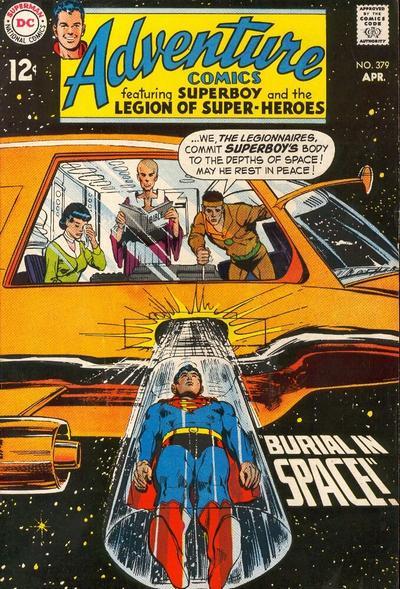 SUPERMAN
DC
NATIONAL COMICS
12¢
Adventure
COMICS
featuring SUPERBOY and the
LEGION OF SUPER-HEROES
APPROVED
BY THE
COMICS
CODE
AUTHORITY
NO. 379
APR.
...WE, THE LEGIONNAIRES,
COMMIT SUPERBOY'S BODY
TO THE DEPTHS OF SPACE!
MAY HE REST IN PEACE!
BURIAL IN
SPACE!"